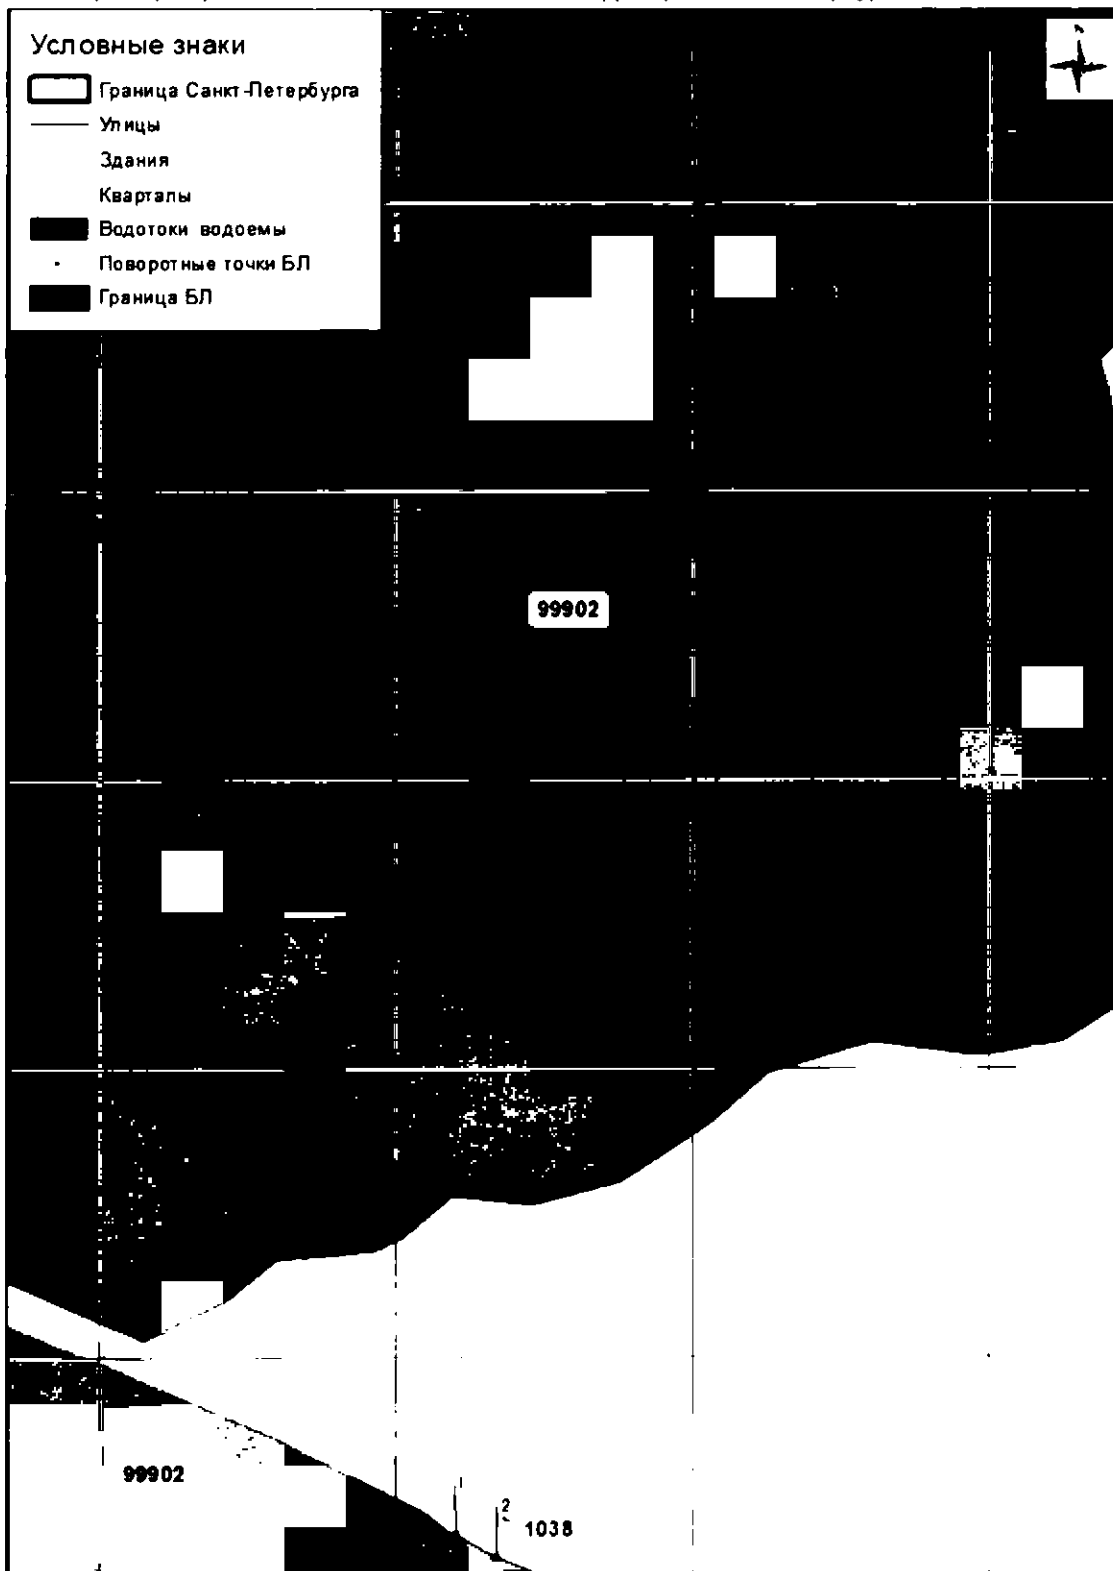 Условные знаки
Граница Санкт-Петербурга
Улицы
Здания
Кварталы
Водотоки водоемы
Поворотные точки БЛ
Граница БЛ
99902
99902
1
2
1038